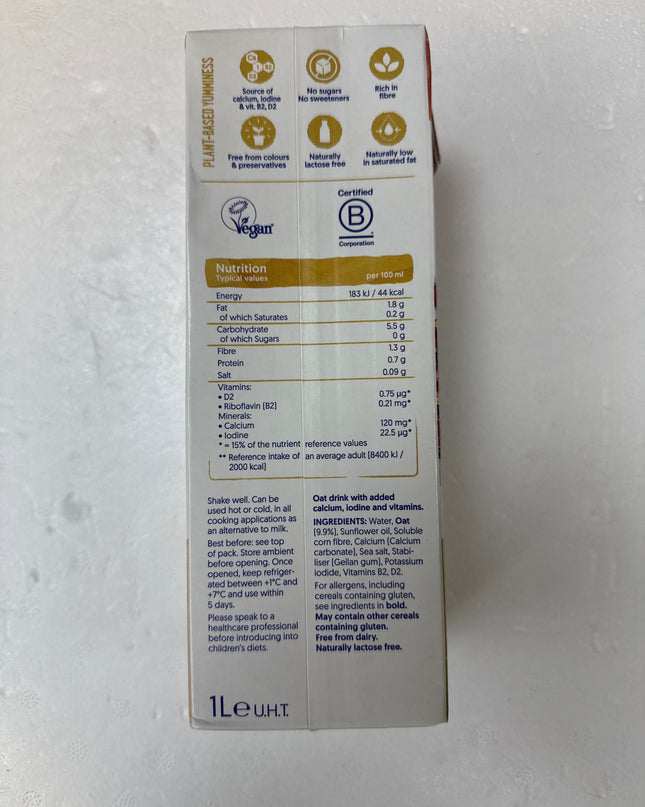 PLANT-BASED YUMMINESS
Ca
I B2
D2
Source of
calcium, Iodine
& vit. B2, D2
No sugars
No sweeteners
Rich in
fibre
Free from colours
& preservatives
Naturally
lactose free
Naturally low
in saturated fat
Vegan
Certified
B
Corporation
Nutrition
Typical values per 100 ml
Energy 183 kJ / 44 kcal
Fat 1.8 g
of which Saturates 0.2 g
Carbohydrate 5.5 g
of which Sugars 0 g
Fibre 1.3 g
Protein 0.7 g
Salt 0.09 g
Vitamins:
• D2 0.75 µg*
• Riboflavin (B2) 0.21 mg*
Minerals:
• Calcium 120 mg*
• Iodine 22.5 µg*
* = 15% of the nutrient reference values
** Reference intake of an average adult (8400 kJ /
2000 kcal)
Shake well. Can be
used hot or cold, in all
cooking applications as
an alternative to milk.
Best before: see top
of pack. Store ambient
before opening. Once
opened, keep refriger-
ated between +1°C and
+7°C and use within
5 days.
Please speak to a
healthcare professional
before introducing into
children's diets.
Oat drink with added
calcium, iodine and vitamins.
INGREDIENTS: Water, Oat
(9.9%), Sunflower oil, Soluble
corn fibre, Calcium (Calcium
carbonate), Sea salt, Stabi-
liser (Gellan gum), Potassium
iodide, Vitamins B2, D2.
For allergens, including
cereals containing gluten,
see ingredients in bold.
May contain other cereals
containing gluten.
Free from dairy.
Naturally lactose free.
1L e U.H.T.